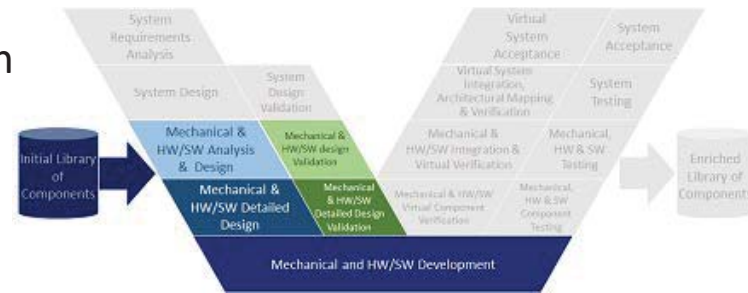 n
System
Requirements
Analysis
Virtual
System
Acceptance
System
Acceptance
System Design
System
Design
Validation
Virtual System
Integration,
Architectural Mapping
& Verification
System
Testing
Initial Library
of
Components
Mechanical &
HW/SW Analysis
& Design
Mechanical &
HW/SW design
Validation
Mechanical &
HW/SW Integration &
Virtual Verification
Mechanical,
HW & SW
Testing
Enriched
Library of
Components
Mechanical &
HW/SW Detailed
Design
Mechanical
& HW/SW
Detailed Design
Validation
Mechanical & HW/SW
Virtual Component
Verification
Mechanical,
HW & SW
Component
Testing
Mechanical and HW/SW Development